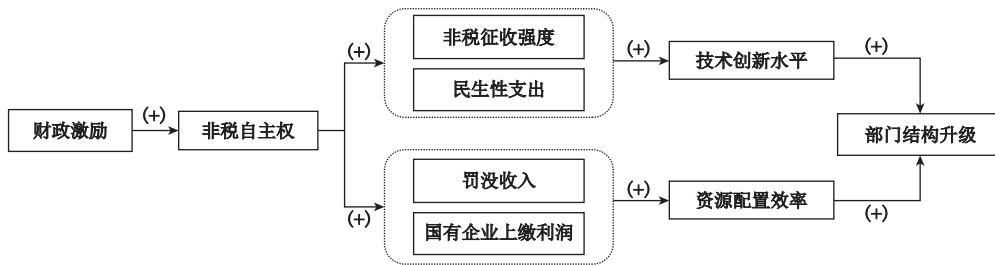 财政激励
(+)
非税自主权
(+)
非税征收强度
民生性支出
(+)
技术创新水平
(+)
(+)
罚没收入
国有企业上缴利润
(+)
资源配置效率
(+)
部门结构升级